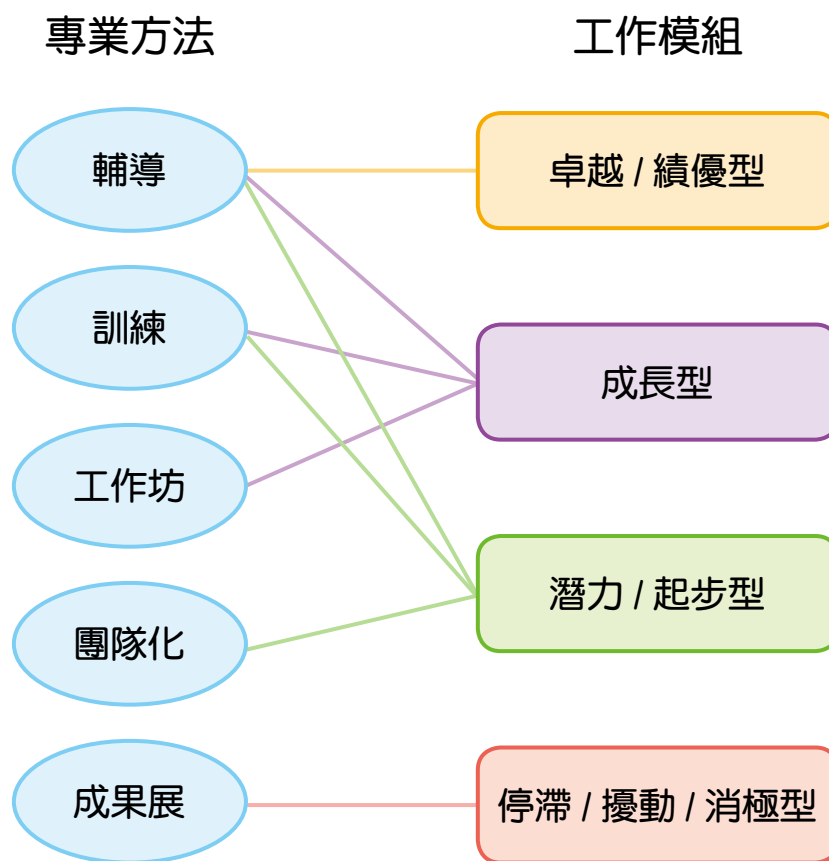 專業方法
工作模組
輔導
卓越 / 績優型
訓練
成長型
工作坊
潛力 / 起步型
團隊化
成果展
停滯 / 擾動 / 消極型